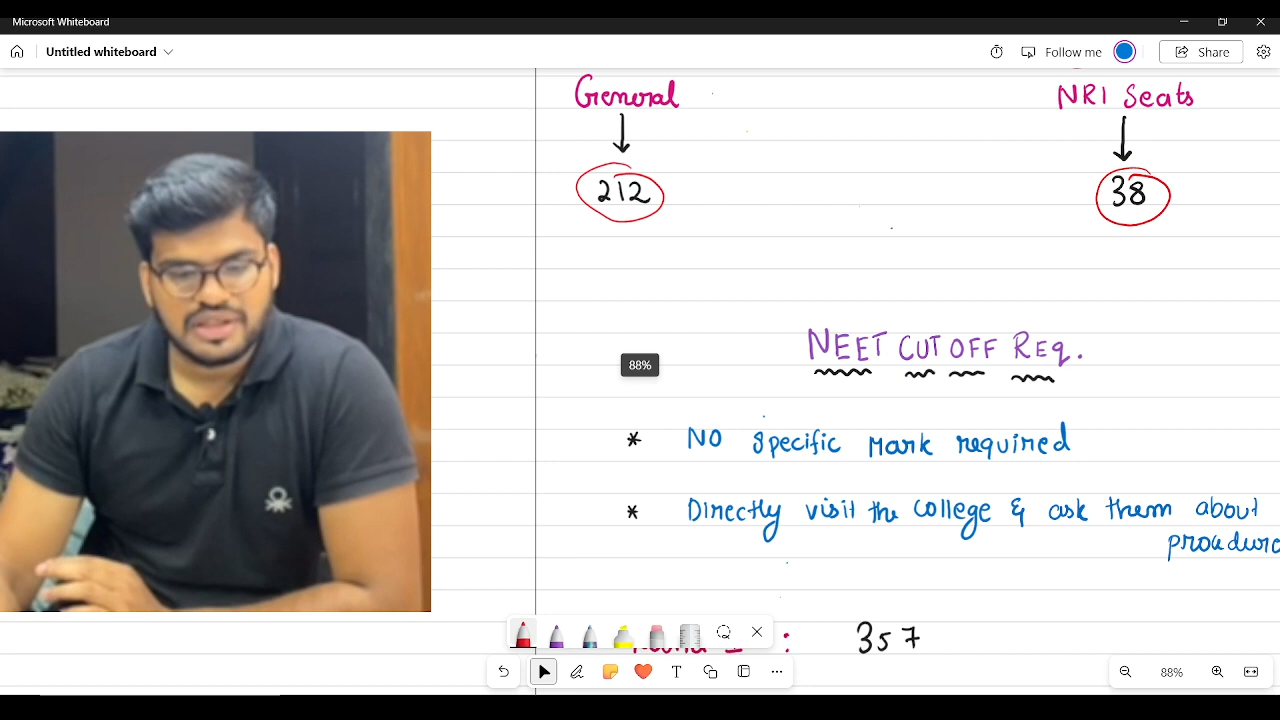 Microsoft Whiteboard
Untitled whiteboard
Follow me
Share
General
NRI Seats
212
38
NEET CUT OFF REQ.
88%
* NO specific Mark required
* Directly visit the college & ask them about
: 357
88%